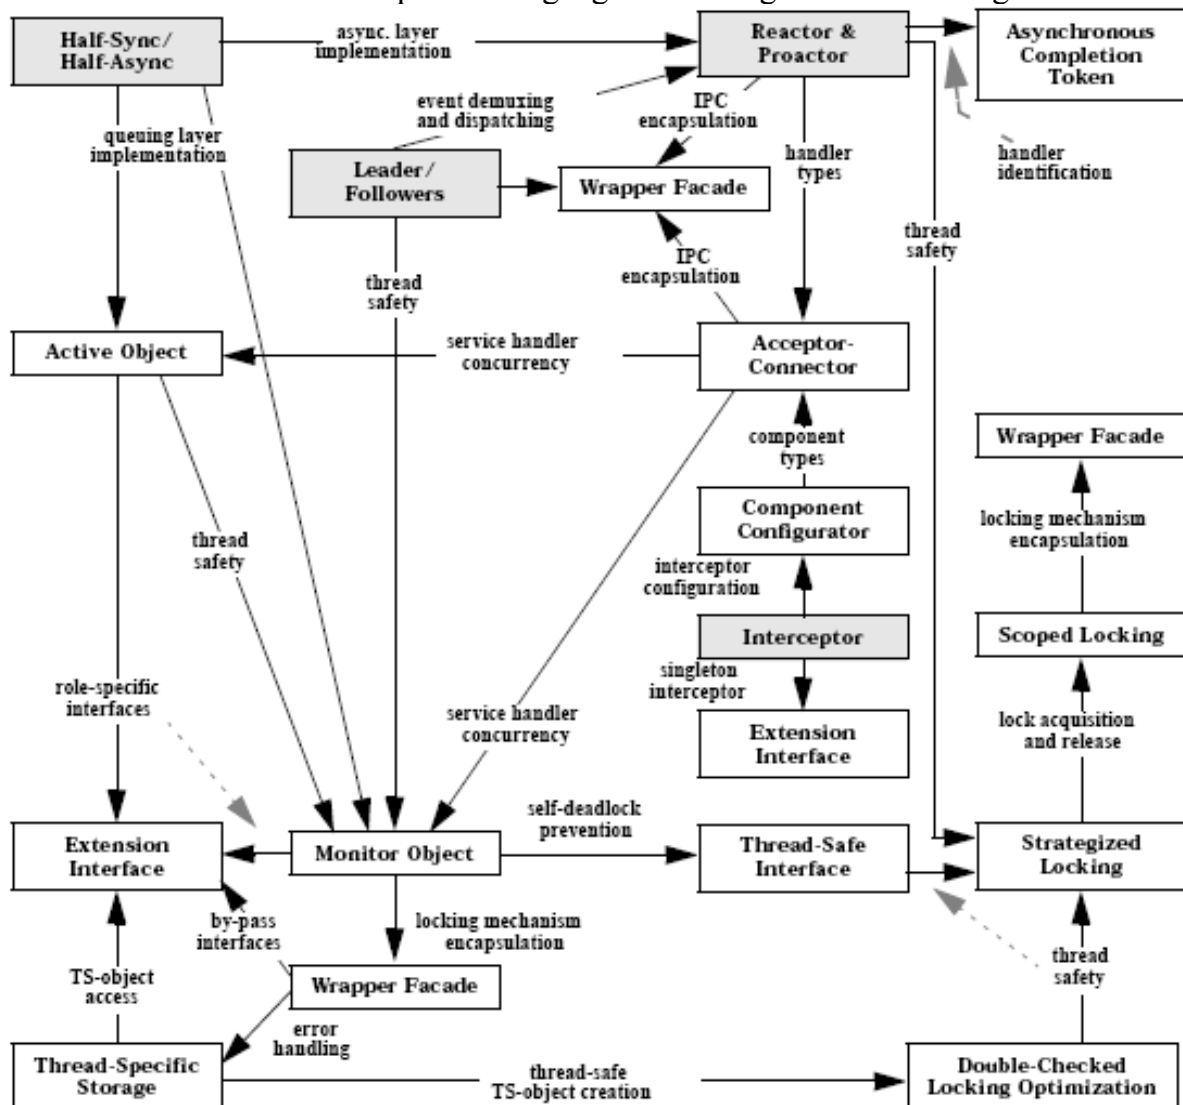 Half-Sync/
Half-Async
async. layer
implementation
Reactor &
Proactor
Asynchronous
Completion
Token
event demuxing
and dispatching
IPC
encapsulation
queuing layer
implementation
handler
types
handler
identification
Leader/
Followers
Wrapper Facade
thread
safety
IPC
encapsulation
thread
safety
Active Object
service handler
concurrency
Acceptor-
Connector
component
types
Wrapper Facade
Component
Configurator
locking mechanism
encapsulation
thread
safety
interceptor
configuration
Interceptor
Scoped Locking
singleton
interceptor
role-specific
interfaces
service handler
concurrency
Extension
Interface
lock acquisition
and release
self-deadlock
prevention
Extension
Interface
Monitor Object
Thread-Safe
Interface
Strategized
Locking
by-pass
interfaces
locking mechanism
encapsulation
thread
safety
TS-object
access
Wrapper Facade
error
handling
Thread-Specific
Storage
thread-safe
TS-object creation
Double-Checked
Locking Optimization